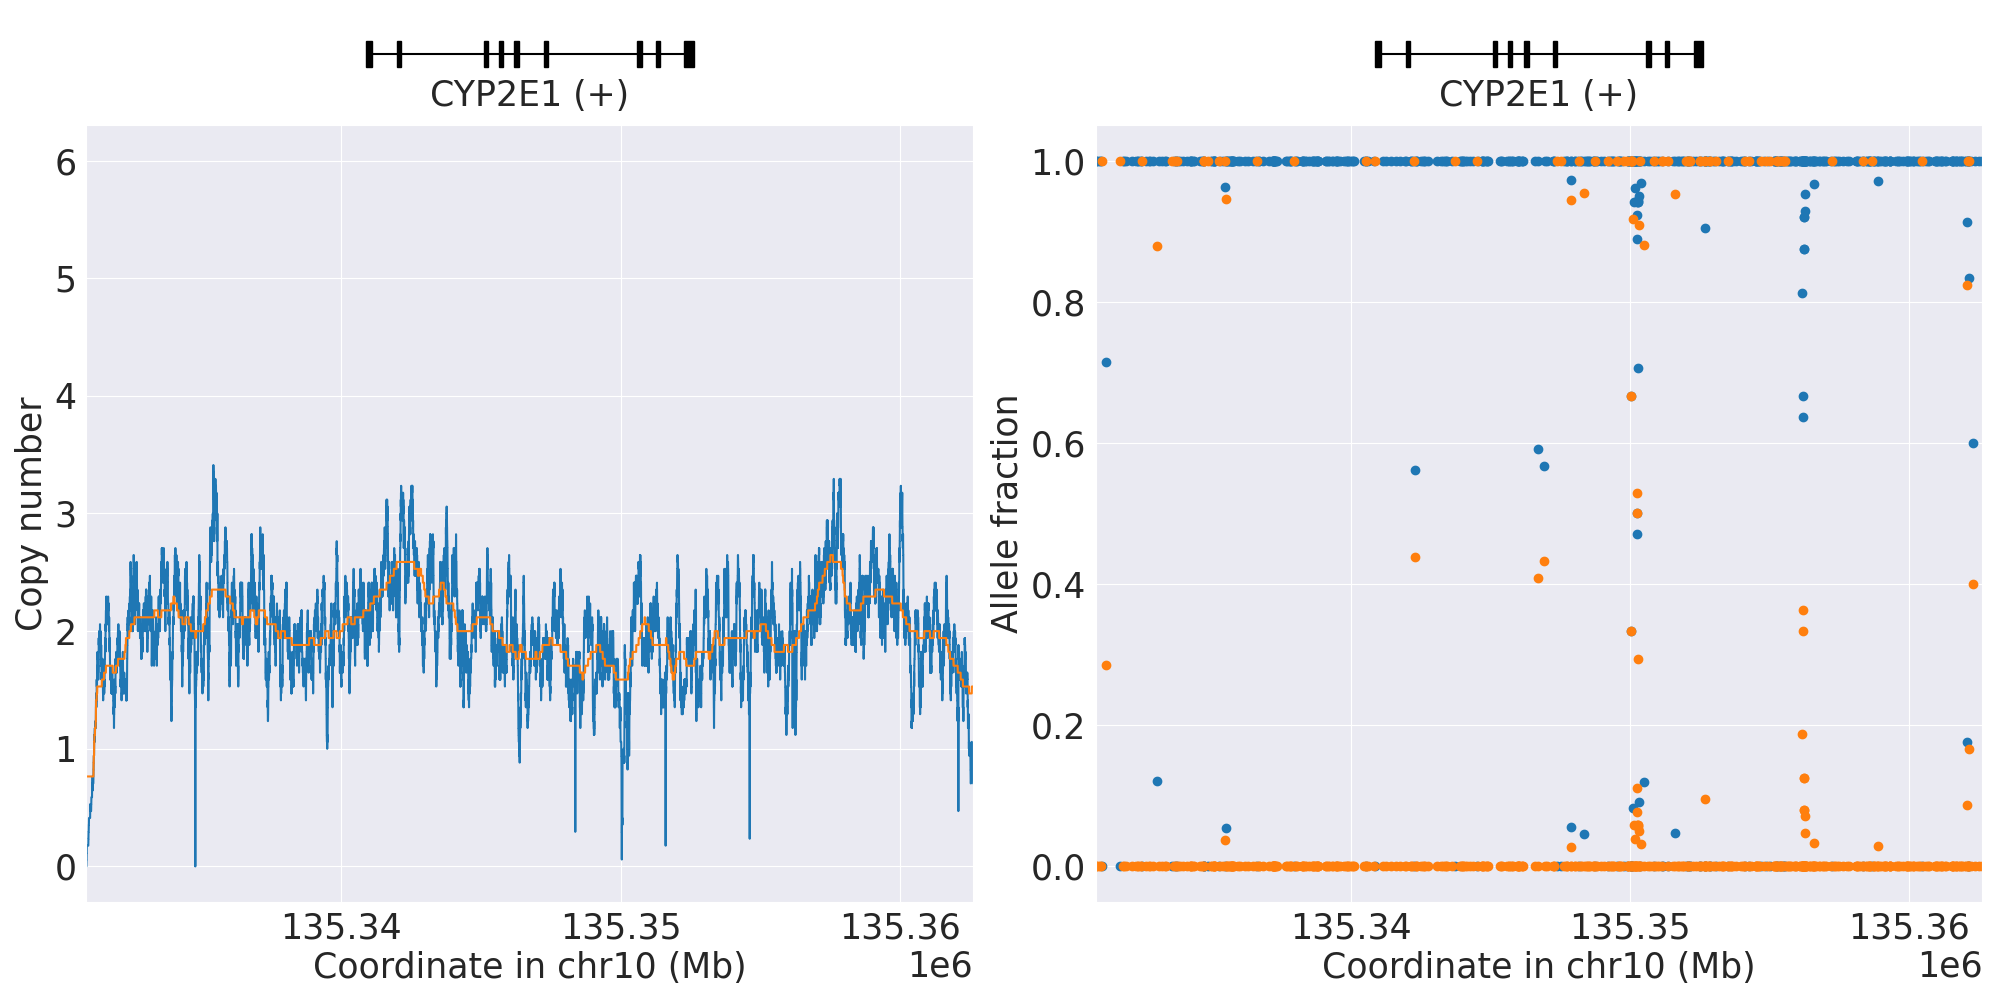 CYP2E1 (+)
6
5
4
3
2
1
0
Copy number
135.34 135.35 135.36
Coordinate in chr10 (Mb)
1e6
CYP2E1 (+)
1.0
0.8
0.6
0.4
0.2
0.0
Allele fraction
135.34 135.35 135.36
Coordinate in chr10 (Mb)
1e6